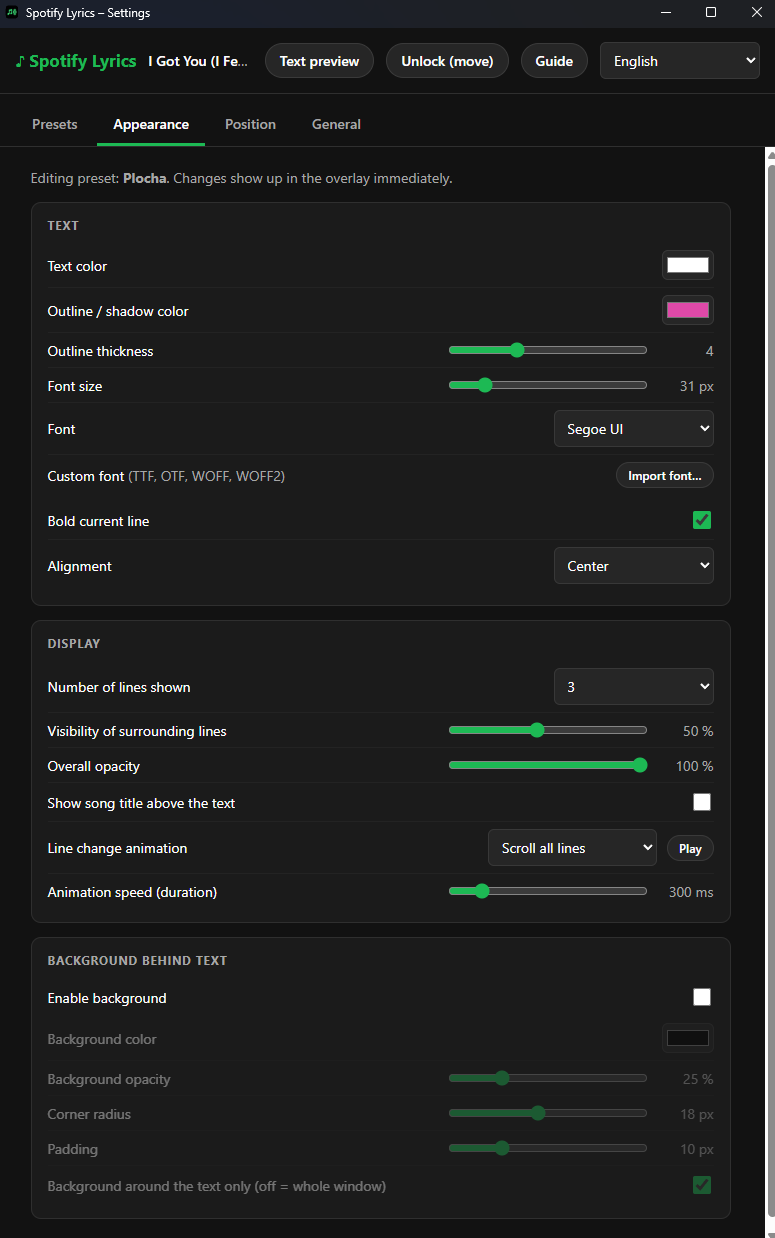 Spotify Lyrics – Settings
♪ Spotify Lyrics I Got You (I Fe... Text preview Unlock (move) Guide English
Presets Appearance Position General
Editing preset: Plocha. Changes show up in the overlay immediately.
TEXT
Text color
Outline / shadow color
Outline thickness 4
Font size 31 px
Font Segoe UI
Custom font (TTF, OTF, WOFF, WOFF2) Import font...
Bold current line
Alignment Center
DISPLAY
Number of lines shown 3
Visibility of surrounding lines 50 %
Overall opacity 100 %
Show song title above the text
Line change animation Scroll all lines Play
Animation speed (duration) 300 ms
BACKGROUND BEHIND TEXT
Enable background
Background color
Background opacity 25 %
Corner radius 18 px
Padding 10 px
Background around the text only (off = whole window)